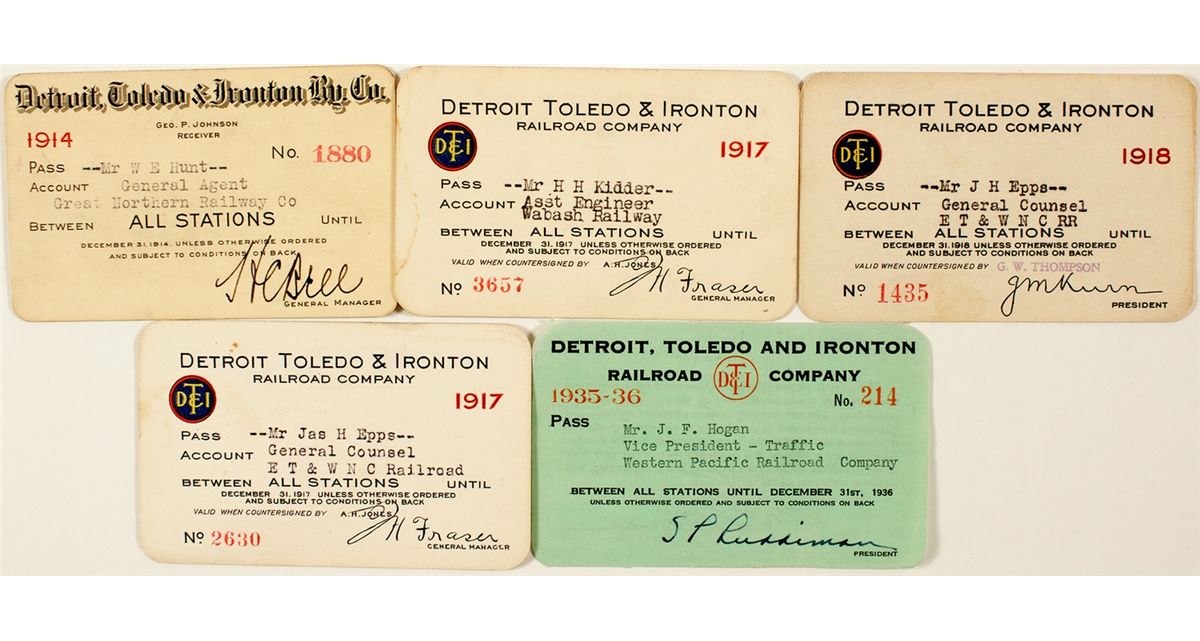 Detroit, Toledo & Ironton Ry. Co.
GEO. P. JOHNSON
RECEIVER
1914
No. 1880
PASS --Mr W E Hunt--
ACCOUNT General Agent
Great Northern Railway Co
BETWEEN ALL STATIONS UNTIL
DECEMBER 31, 1914, UNLESS OTHERWISE ORDERED
AND SUBJECT TO CONDITIONS ON BACK
GENERAL MANAGER
DETROIT TOLEDO & IRONTON
RAILROAD COMPANY
DT&I
1917
PASS --Mr H H Kidder--
ACCOUNT Asst Engineer
Wabash Railway
BETWEEN ALL STATIONS UNTIL
DECEMBER 31, 1917 UNLESS OTHERWISE ORDERED
AND SUBJECT TO CONDITIONS ON BACK
VALID WHEN COUNTERSIGNED BY A.H.JONES
No 3657
J H Fraser
GENERAL MANAGER
DETROIT TOLEDO & IRONTON
RAILROAD COMPANY
DT&I
1918
PASS --Mr J H Epps--
ACCOUNT General Counsel
E T & W N C RR
BETWEEN ALL STATIONS UNTIL
DECEMBER 31, 1918 UNLESS OTHERWISE ORDERED
AND SUBJECT TO CONDITIONS ON BACK
VALID WHEN COUNTERSIGNED BY G. W. THOMPSON
No 1435
PRESIDENT
DETROIT TOLEDO & IRONTON
RAILROAD COMPANY
DT&I
1917
PASS --Mr Jas H Epps--
ACCOUNT General Counsel
E T & W N C Railroad
BETWEEN ALL STATIONS UNTIL
DECEMBER 31, 1917 UNLESS OTHERWISE ORDERED
AND SUBJECT TO CONDITIONS ON BACK
VALID WHEN COUNTERSIGNED BY A.H.JONES
No 2630
J H Fraser
GENERAL MANAGER
DETROIT, TOLEDO AND IRONTON
RAILROAD DT&I COMPANY
1935-36
No. 214
PASS
Mr. J. F. Hogan
Vice President - Traffic
Western Pacific Railroad Company
BETWEEN ALL STATIONS UNTIL DECEMBER 31ST, 1936
UNLESS OTHERWISE ORDERED AND SUBJECT TO CONDITIONS ON BACK
PRESIDENT